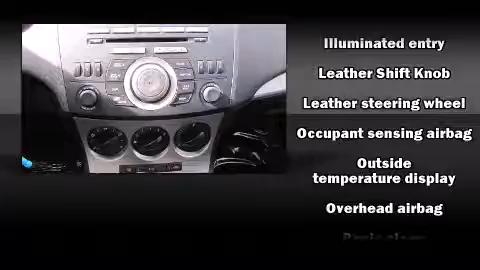 Illuminated entry
Leather Shift Knob
Leather steering wheel
Occupant sensing airbag
Outside
temperature display
Overhead airbag